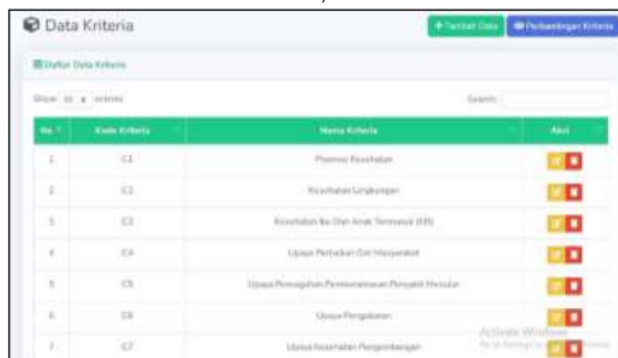 Data Kriteria
+ Tambah Data
Perbandingan Kriteria
Daftar Data Kriteria
Show 10 entries
Search:
No Kode Kriteria Nama Kriteria Aksi
1 C1 Promosi Kesehatan
2 C2 Kesehatan Lingkungan
3 C3 Kesehatan Ibu Dan Anak Termasuk (KB)
4 C4 Upaya Perbaikan Gizi Masyarakat
5 C5 Upaya Pencegahan Pemberantasan Penyakit Menular
6 C6 Upaya Pengobatan
7 C7 Upaya Kesehatan Pengembangan
Activate Windows